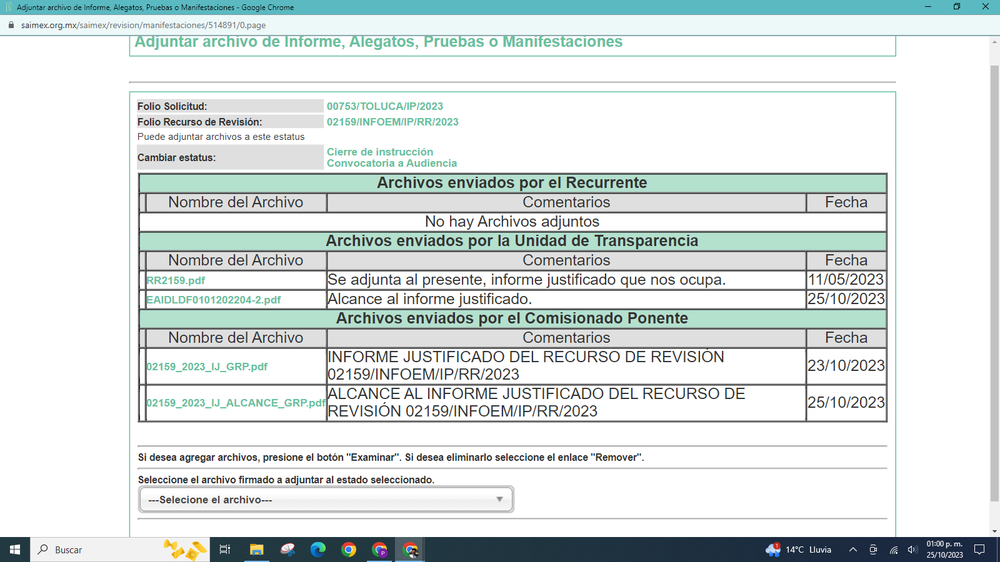 Adjuntar archivo de Informe, Alegatos, Pruebas o Manifestaciones - Google Chrome
saimex.org.mx/saimex/revision/manifestaciones/514891/0.page
Adjuntar archivo de Informe, Alegatos, Pruebas o Manifestaciones
Folio Solicitud: 00753/TOLUCA/IP/2023
Folio Recurso de Revisión: 02159/INFOEM/IP/RR/2023
Puede adjuntar archivos a este estatus
Cambiar estatus: Cierre de instrucción
Convocatoria a Audiencia
Archivos enviados por el Recurrente
Nombre del Archivo Comentarios Fecha
No hay Archivos adjuntos
Archivos enviados por la Unidad de Transparencia
Nombre del Archivo Comentarios Fecha
RR2159.pdf Se adjunta al presente, informe justificado que nos ocupa. 11/05/2023
EAIDLDF0101202204-2.pdf Alcance al informe justificado. 25/10/2023
Archivos enviados por el Comisionado Ponente
Nombre del Archivo Comentarios Fecha
02159_2023_IJ_GRP.pdf INFORME JUSTIFICADO DEL RECURSO DE REVISIÓN
02159/INFOEM/IP/RR/2023 23/10/2023
02159_2023_IJ_ALCANCE_GRP.pdf ALCANCE AL INFORME JUSTIFICADO DEL RECURSO DE
REVISIÓN 02159/INFOEM/IP/RR/2023 25/10/2023
Si desea agregar archivos, presione el botón "Examinar". Si desea eliminarlo seleccione el enlace "Remover".
Seleccione el archivo firmado a adjuntar al estado seleccionado.
---Selecione el archivo---
Buscar
P
1
14°C Lluvia
01:00 p. m.
25/10/2023